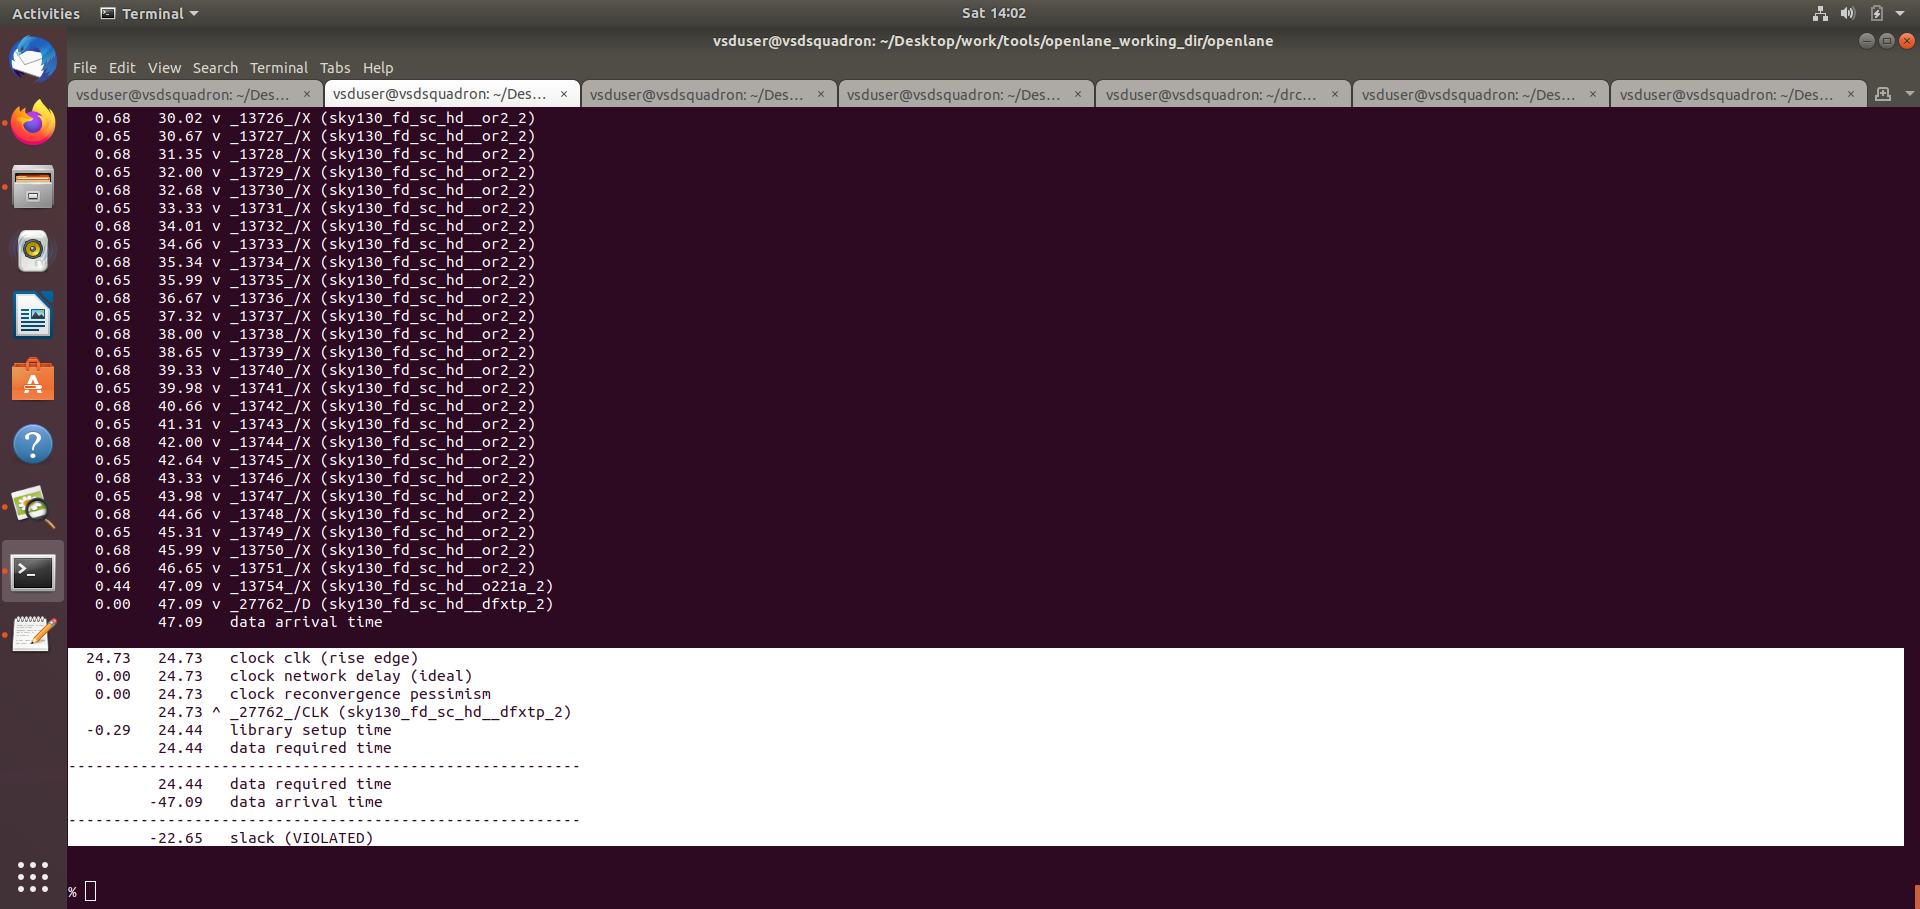 Activities Terminal Sat 14:02
vsduser@vsdsquadron: ~/Desktop/work/tools/openlane_working_dir/openlane
File Edit View Search Terminal Tabs Help
vsduser@vsdsquadron: ~/Des... × vsduser@vsdsquadron: ~/Des... × vsduser@vsdsquadron: ~/Des... × vsduser@vsdsquadron: ~/Des... × vsduser@vsdsquadron: ~/drc... × vsduser@vsdsquadron: ~/Des... × vsduser@vsdsquadron: ~/Des... ×
0.68 30.02 v _13726_/X (sky130_fd_sc_hd__or2_2)
0.65 30.67 v _13727_/X (sky130_fd_sc_hd__or2_2)
0.68 31.35 v _13728_/X (sky130_fd_sc_hd__or2_2)
0.65 32.00 v _13729_/X (sky130_fd_sc_hd__or2_2)
0.68 32.68 v _13730_/X (sky130_fd_sc_hd__or2_2)
0.65 33.33 v _13731_/X (sky130_fd_sc_hd__or2_2)
0.68 34.01 v _13732_/X (sky130_fd_sc_hd__or2_2)
0.65 34.66 v _13733_/X (sky130_fd_sc_hd__or2_2)
0.68 35.34 v _13734_/X (sky130_fd_sc_hd__or2_2)
0.65 35.99 v _13735_/X (sky130_fd_sc_hd__or2_2)
0.68 36.67 v _13736_/X (sky130_fd_sc_hd__or2_2)
0.65 37.32 v _13737_/X (sky130_fd_sc_hd__or2_2)
0.68 38.00 v _13738_/X (sky130_fd_sc_hd__or2_2)
0.65 38.65 v _13739_/X (sky130_fd_sc_hd__or2_2)
0.68 39.33 v _13740_/X (sky130_fd_sc_hd__or2_2)
0.65 39.98 v _13741_/X (sky130_fd_sc_hd__or2_2)
0.68 40.66 v _13742_/X (sky130_fd_sc_hd__or2_2)
0.65 41.31 v _13743_/X (sky130_fd_sc_hd__or2_2)
0.68 42.00 v _13744_/X (sky130_fd_sc_hd__or2_2)
0.65 42.64 v _13745_/X (sky130_fd_sc_hd__or2_2)
0.68 43.33 v _13746_/X (sky130_fd_sc_hd__or2_2)
0.65 43.98 v _13747_/X (sky130_fd_sc_hd__or2_2)
0.68 44.66 v _13748_/X (sky130_fd_sc_hd__or2_2)
0.65 45.31 v _13749_/X (sky130_fd_sc_hd__or2_2)
0.68 45.99 v _13750_/X (sky130_fd_sc_hd__or2_2)
0.66 46.65 v _13751_/X (sky130_fd_sc_hd__or2_2)
0.44 47.09 v _13754_/X (sky130_fd_sc_hd__o221a_2)
0.00 47.09 v _27762_/D (sky130_fd_sc_hd__dfxtp_2)
47.09 data arrival time
24.73 24.73 clock clk (rise edge)
0.00 24.73 clock network delay (ideal)
0.00 24.73 clock reconvergence pessimism
24.73 ^ _27762_/CLK (sky130_fd_sc_hd__dfxtp_2)
-0.29 24.44 library setup time
24.44 data required time
---------------------------------------------------------
24.44 data required time
-47.09 data arrival time
---------------------------------------------------------
-22.65 slack (VIOLATED)
%